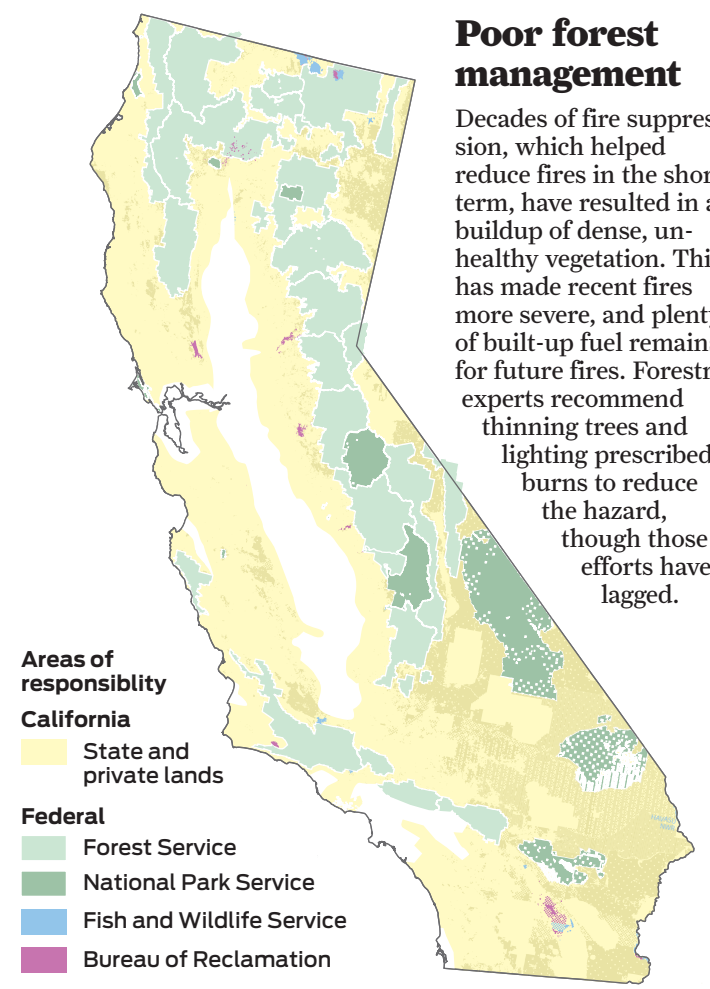 Poor forest
management
Decades of fire suppres
sion, which helped
reduce fires in the shor
term, have resulted in a
buildup of dense, un-
healthy vegetation. Thi
has made recent fires
more severe, and plenty
of built-up fuel remain
for future fires. Forestr
experts recommend
thinning trees and
lighting prescribed
burns to reduce
the hazard,
though those
efforts have
lagged.
Areas of
responsiblity
California
State and
private lands
Federal
Forest Service
National Park Service
Fish and Wildlife Service
Bureau of Reclamation